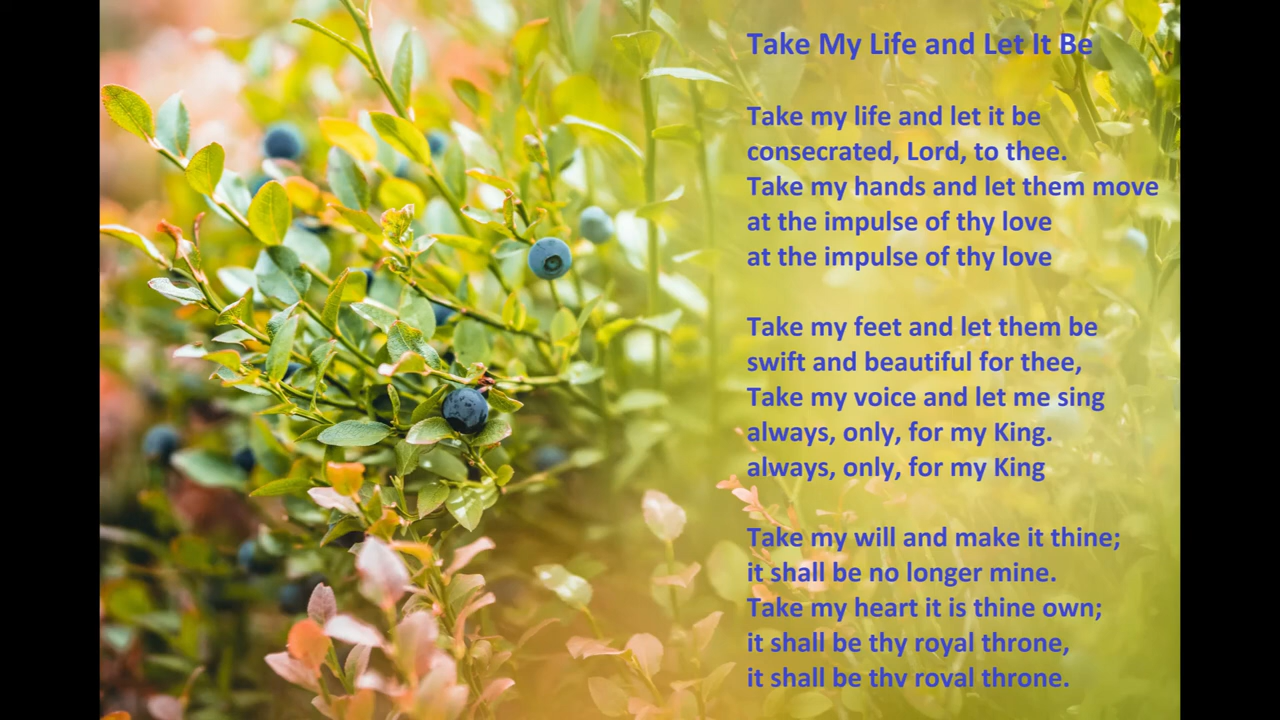 Take My Life and Let It Be
Take my life and let it be
consecrated, Lord, to thee.
Take my hands and let them move
at the impulse of thy love
at the impulse of thy love
Take my feet and let them be
swift and beautiful for thee,
Take my voice and let me sing
always, only, for my King.
always, only, for my King
Take my will and make it thine;
it shall be no longer mine.
Take my heart it is thine own;
it shall be thy royal throne,
it shall be thy royal throne.